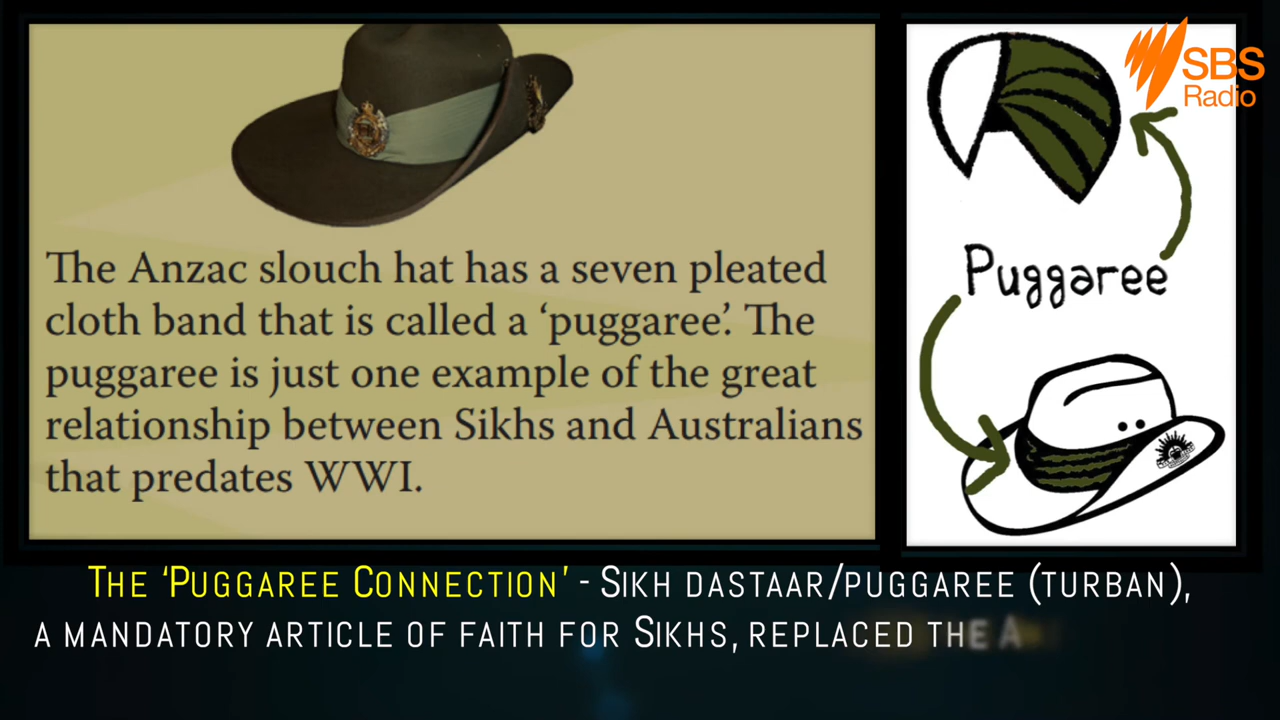 The Anzac slouch hat has a seven pleated
cloth band that is called a ‘puggaree’. The
puggaree is just one example of the great
relationship between Sikhs and Australians
that predates WWI.
SBS
Radio
Puggaree
THE ‘PUGGAREE CONNECTION’ - SIKH DASTAAR/PUGGAREE (TURBAN),
A MANDATORY ARTICLE OF FAITH FOR SIKHS, REPLACED THE A